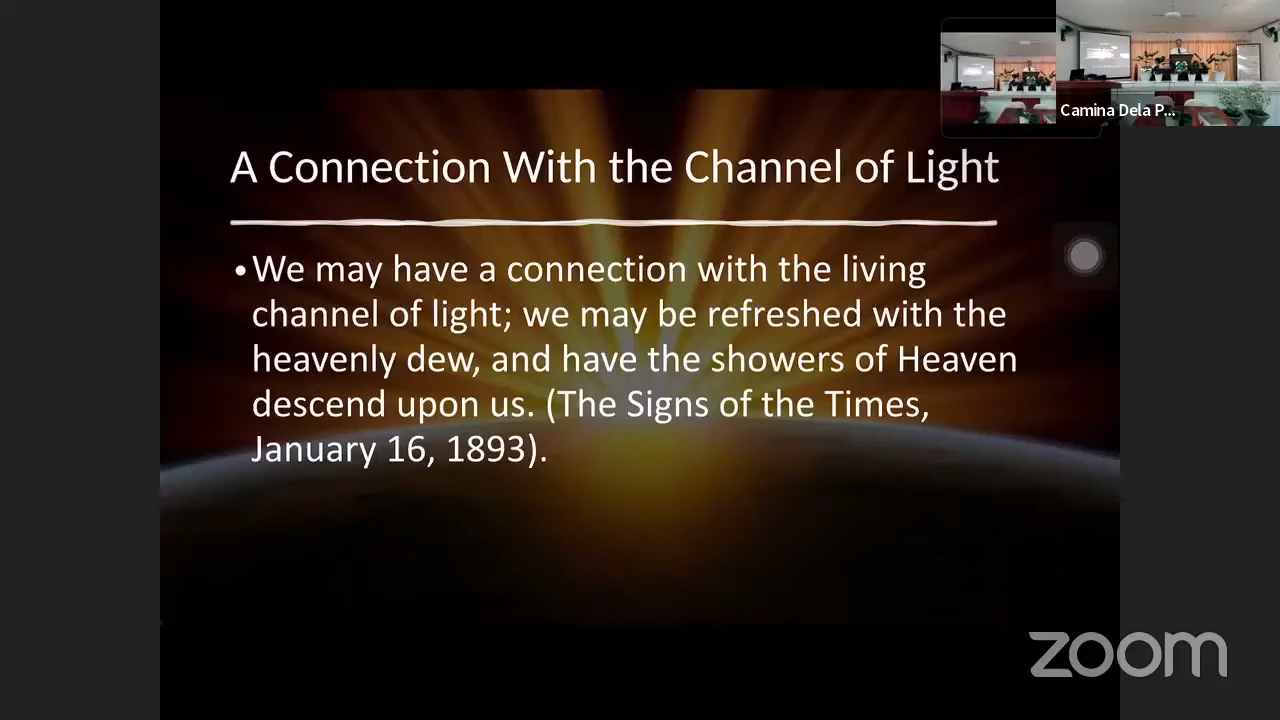 Camina Dela P...
A Connection With the Channel of Light
•We may have a connection with the living
channel of light; we may be refreshed with the
heavenly dew, and have the showers of Heaven
descend upon us. (The Signs of the Times,
January 16, 1893).
zoom